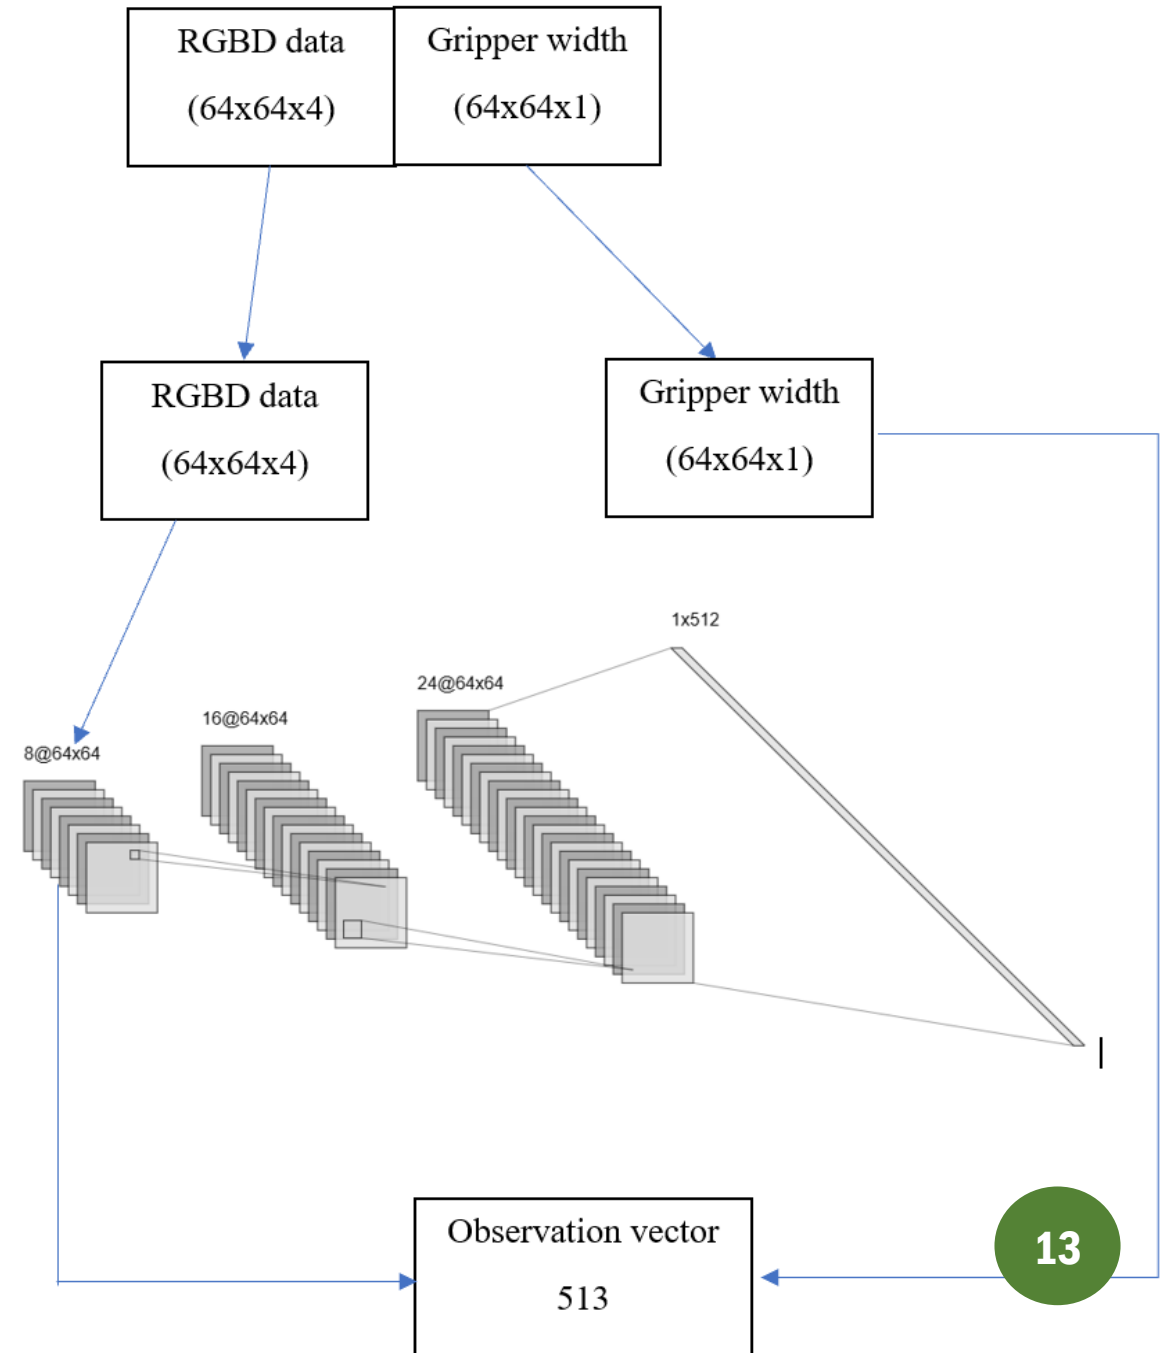 RGBD data
(64x64x4)
Gripper width
(64x64x1)
RGBD data
(64x64x4)
Gripper width
(64x64x1)
1x512
24@64x64
16@64x64
8@64x64
Observation vector
513
13